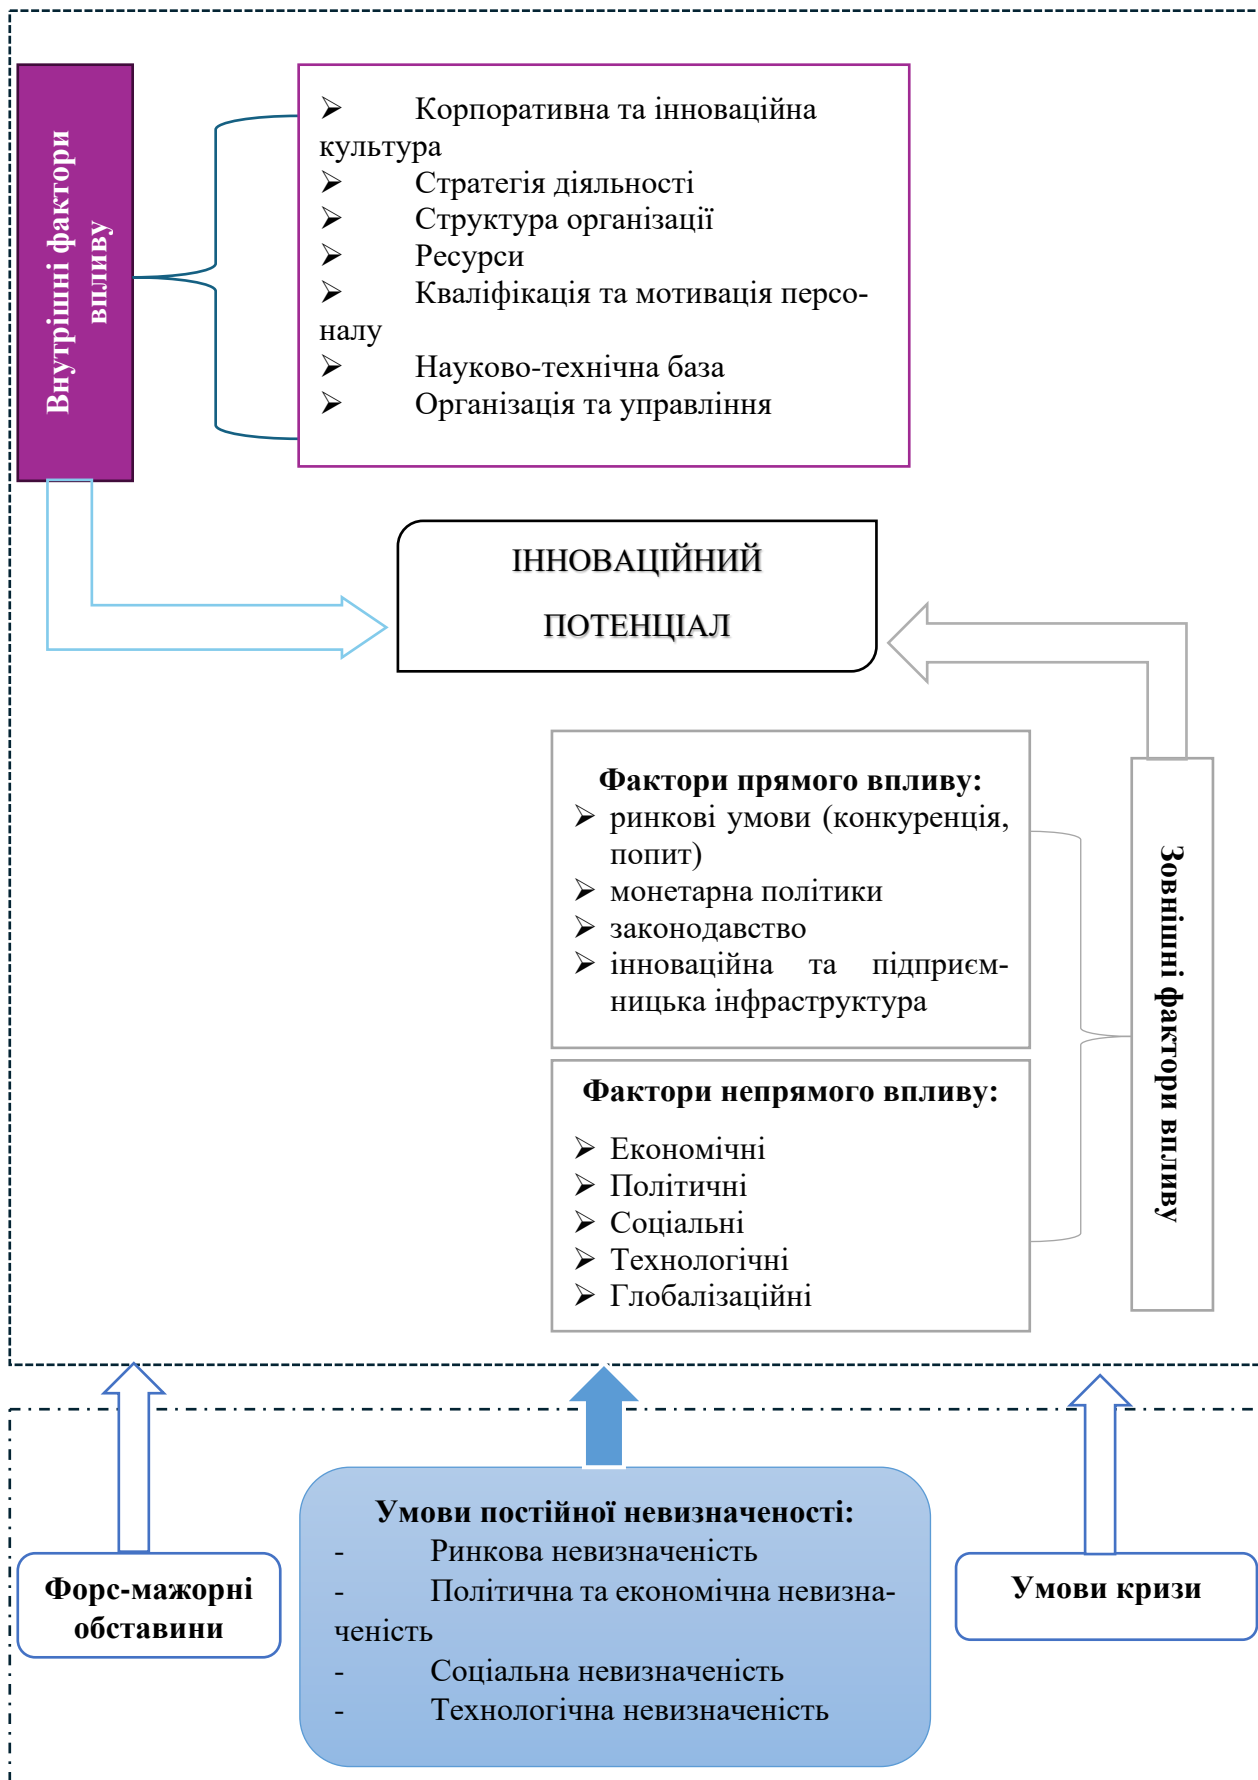 Внутрішні фактори
впливу
➢ Корпоративна та інноваційна
культура
➢ Стратегія діяльності
➢ Структура організації
➢ Ресурси
➢ Кваліфікація та мотивація персо-
налу
➢ Науково-технічна база
➢ Організація та управління
ІННОВАЦІЙНИЙ
ПОТЕНЦІАЛ
Фактори прямого впливу:
➢ ринкові умови (конкуренція,
попит)
➢ монетарна політики
➢ законодавство
➢ інноваційна та підприєм-
ницька інфраструктура
Фактори непрямого впливу:
➢ Економічні
➢ Політичні
➢ Соціальні
➢ Технологічні
➢ Глобалізаційні
Зовнішні фактори впливу
Форс-мажорні
обставини
Умови постійної невизначеності:
- Ринкова невизначеність
- Політична та економічна невизна-
ченість
- Соціальна невизначеність
- Технологічна невизначеність
Умови кризи